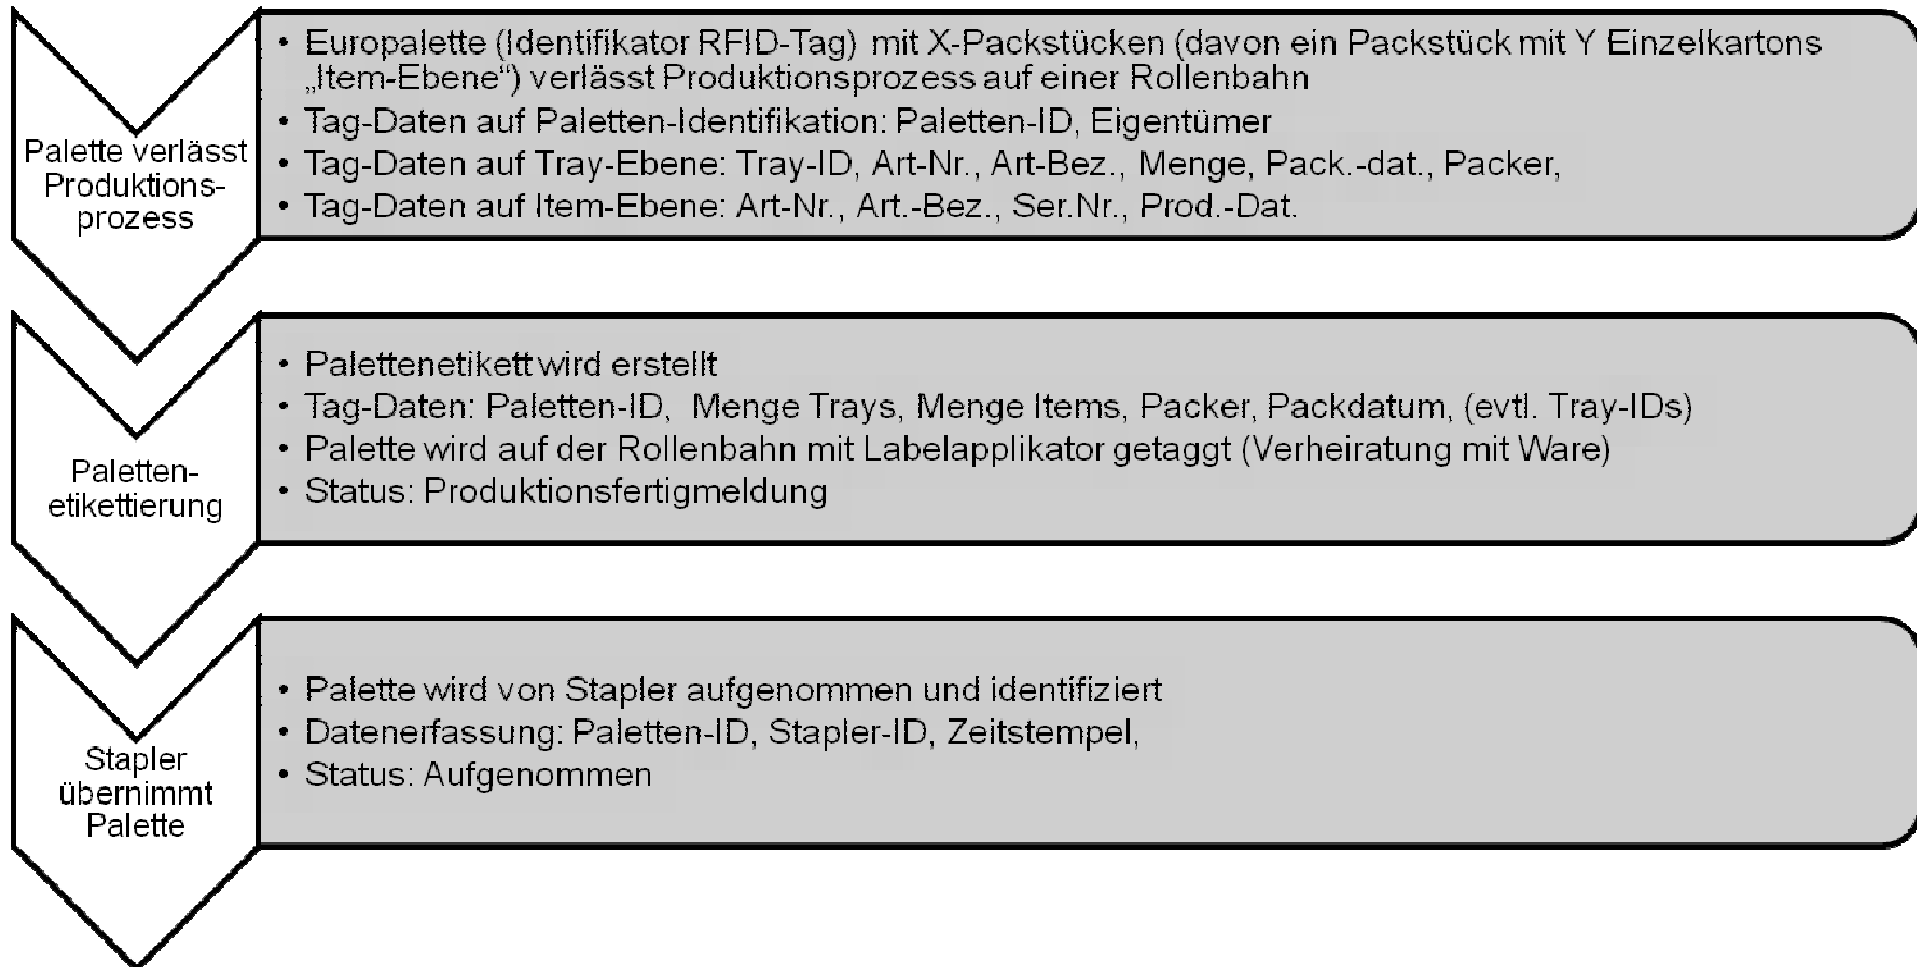 Palette verlässt
Produktions-
prozess
• Europalette (Identifikator RFID-Tag) mit X-Packstücken (davon ein Packstück mit Y Einzelkartons
„Item-Ebene“) verlässt Produktionsprozess auf einer Rollenbahn
• Tag-Daten auf Paletten-Identifikation: Paletten-ID, Eigentümer
• Tag-Daten auf Tray-Ebene: Tray-ID, Art-Nr., Art-Bez., Menge, Pack.-dat., Packer,
• Tag-Daten auf Item-Ebene: Art-Nr., Art.-Bez., Ser.Nr., Prod.-Dat.
Paletten-
etikettierung
• Palettenetikett wird erstellt
• Tag-Daten: Paletten-ID, Menge Trays, Menge Items, Packer, Packdatum, (evtl. Tray-IDs)
• Palette wird auf der Rollenbahn mit Labelapplikator getaggt (Verheiratung mit Ware)
• Status: Produktionsfertigmeldung
Stapler
übernimmt
Palette
• Palette wird von Stapler aufgenommen und identifiziert
• Datenerfassung: Paletten-ID, Stapler-ID, Zeitstempel,
• Status: Aufgenommen